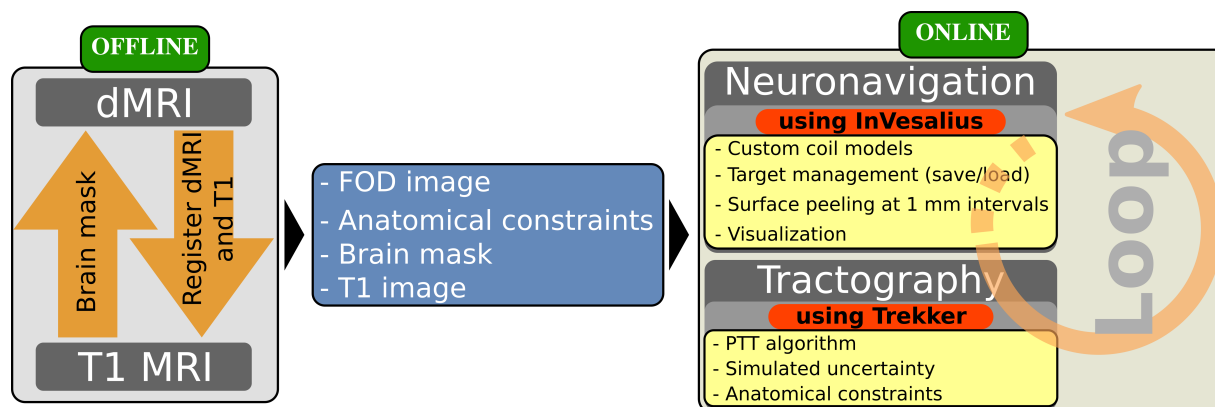 OFFLINE
dMRI
Brain mask
Register dMRI
and T1
T1 MRI
- FOD image
- Anatomical constraints
- Brain mask
- T1 image
ONLINE
Neuronavigation
using InVesalius
- Custom coil models
- Target management (save/load)
- Surface peeling at 1 mm intervals
- Visualization
Tractography
using Trekker
- PTT algorithm
- Simulated uncertainty
- Anatomical constraints
Loop